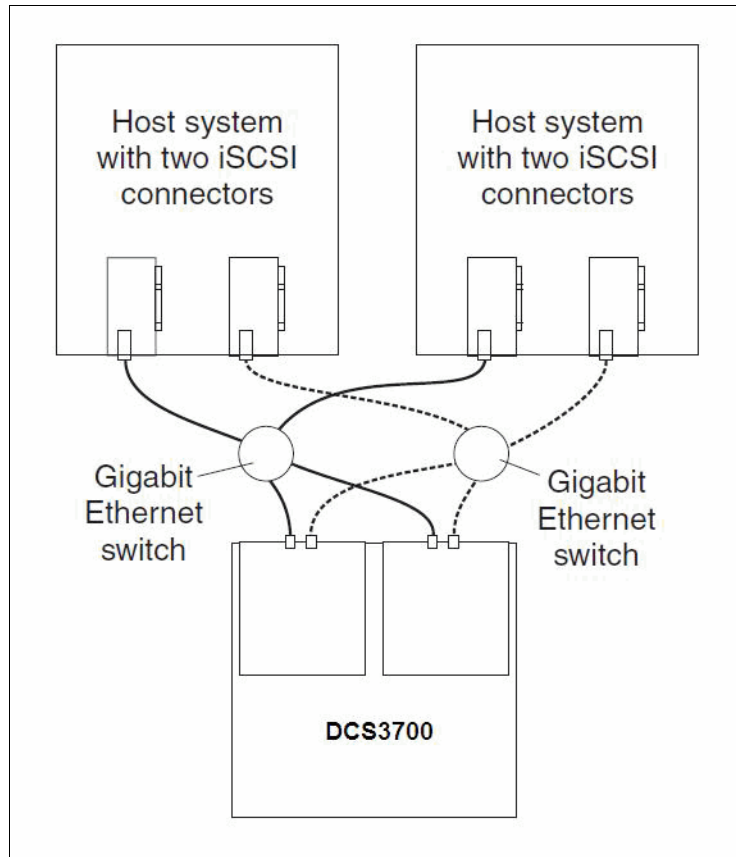 Host system
with two iSCSI
connectors
Host system
with two iSCSI
connectors
Gigabit
Ethernet
switch
Gigabit
Ethernet
switch
DCS3700